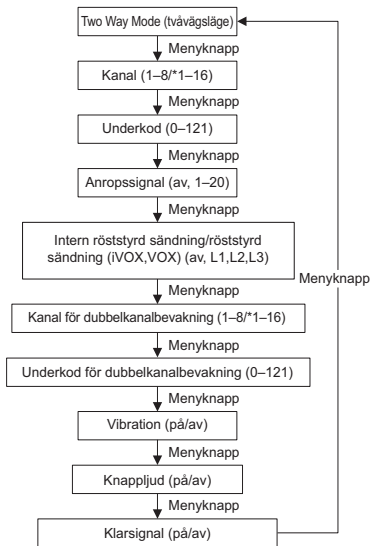 Two Way Mode (tvåvägsläge)
Menyknapp
Kanal (1–8/*1–16)
Menyknapp
Underkod (0–121)
Menyknapp
Anropssignal (av, 1–20)
Menyknapp
Intern röststyrd sändning/röststyrd
sändning (iVOX,VOX) (av, L1,L2,L3)
Menyknapp
Menyknapp
Kanal för dubbelkanalbevakning (1–8/*1–16)
Menyknapp
Underkod för dubbelkanalbevakning (0–121)
Menyknapp
Vibration (på/av)
Menyknapp
Knappljud (på/av)
Menyknapp
Klarsignal (på/av)